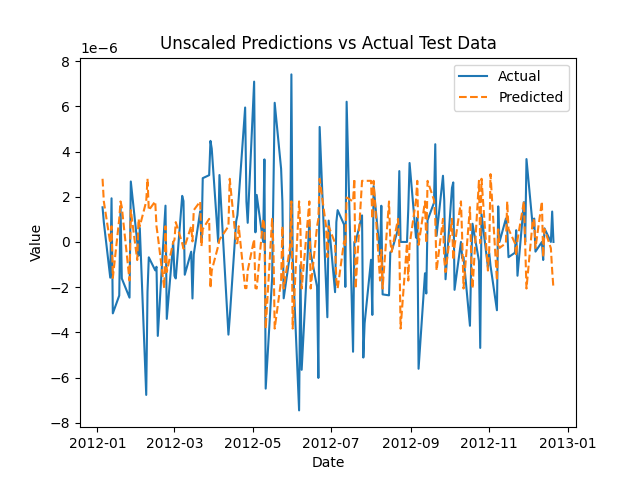 Unscaled Predictions vs Actual Test Data
1e−6
8
6
4
2
0
−2
−4
−6
−8
Value
Actual
Predicted
2012-01
2012-03
2012-05
2012-07
2012-09
2012-11
2013-01
Date